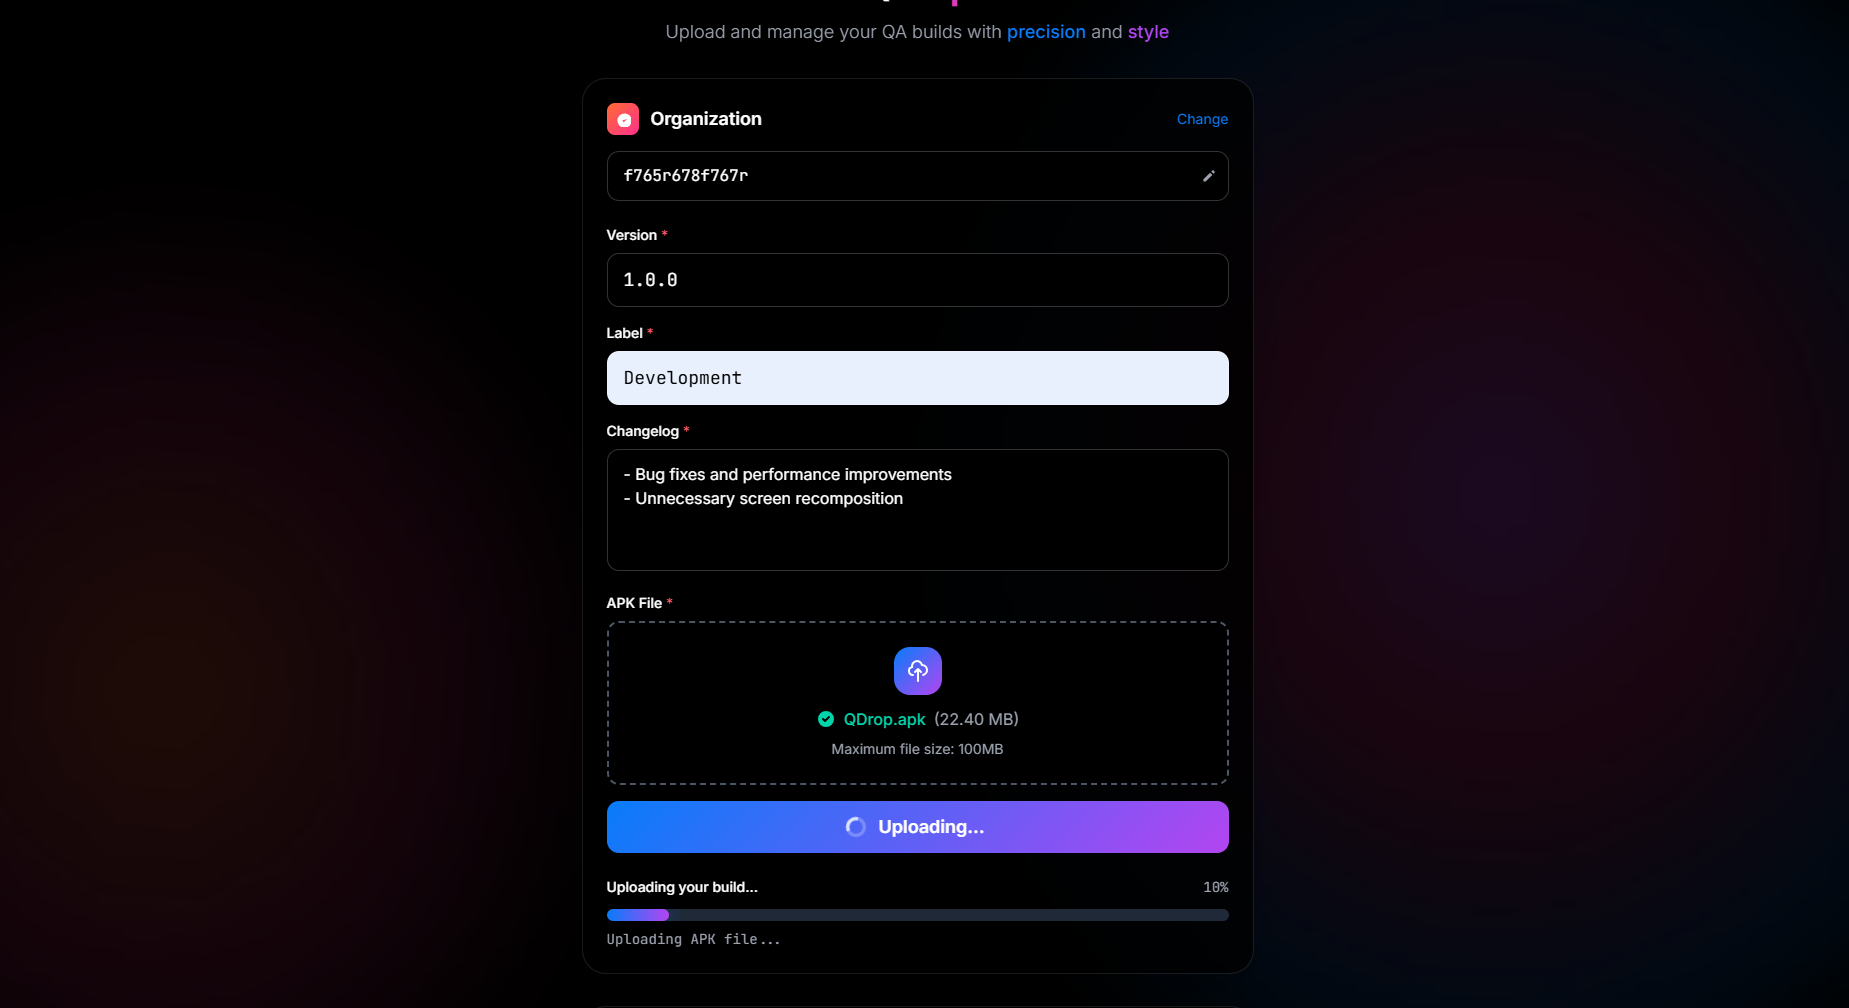 Upload and manage your QA builds with precision and style
Organization
Change
f765r678f767r
Version *
1.0.0
Label *
Development
Changelog *
- Bug fixes and performance improvements
- Unnecessary screen recomposition
APK File *
QDrop.apk (22.40 MB)
Maximum file size: 100MB
Uploading...
Uploading your build...
10%
Uploading APK file...